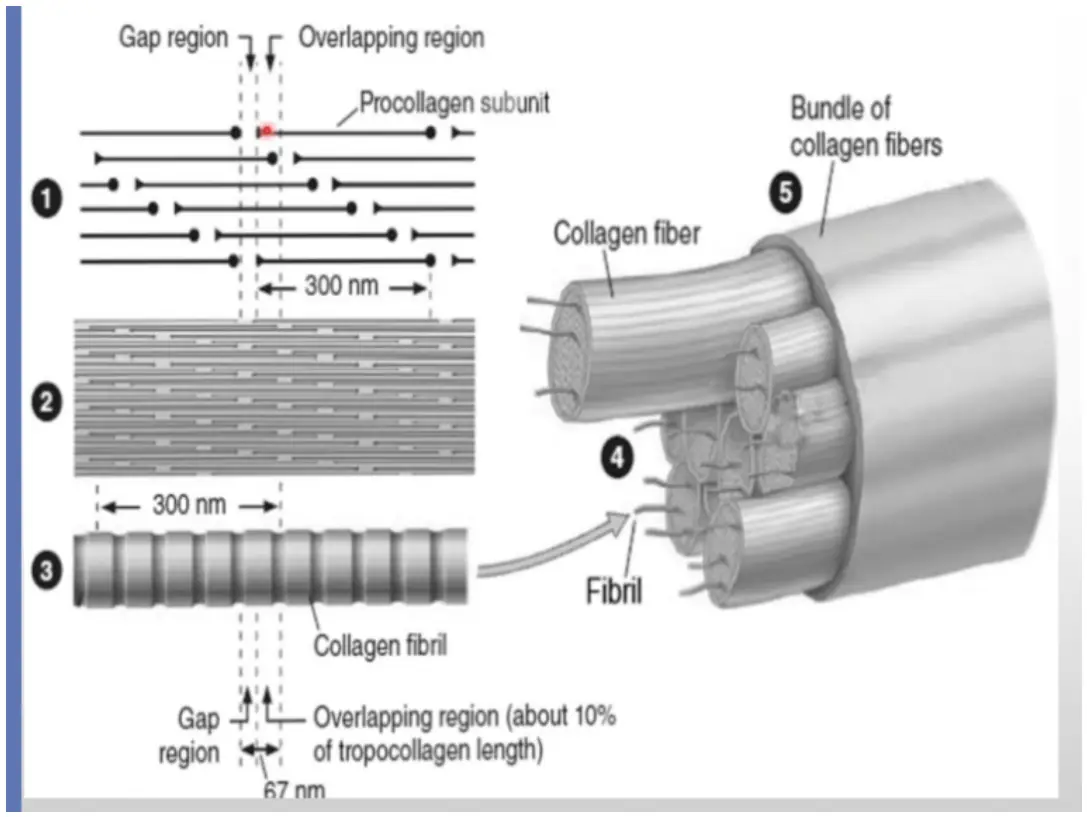 Gap region
Overlapping region
Procollagen subunit
1
300 nm
2
300 nm
3
Collagen fibril
Gap
region
Overlapping region (about 10%
of tropocollagen length)
67 nm
Bundle of
collagen fibers
5
Collagen fiber
4
Fibril